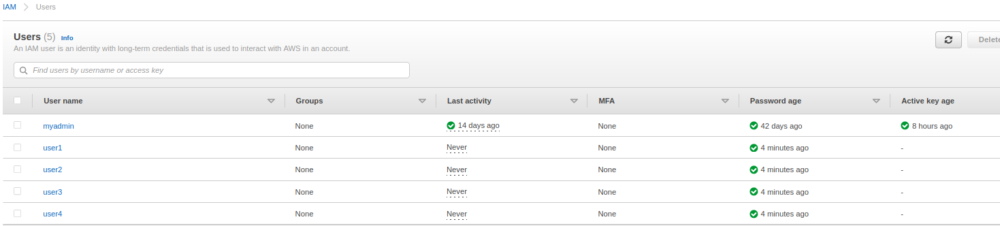 IAM > Users
Users (5) Info
An IAM user is an identity with long-term credentials that is used to interact with AWS in an account.
Find users by username or access key
User name Groups Last activity MFA Password age Active key age
myadmin None 14 days ago None 42 days ago 8 hours ago
user1 None Never None 4 minutes ago -
user2 None Never None 4 minutes ago -
user3 None Never None 4 minutes ago -
user4 None Never None 4 minutes ago -